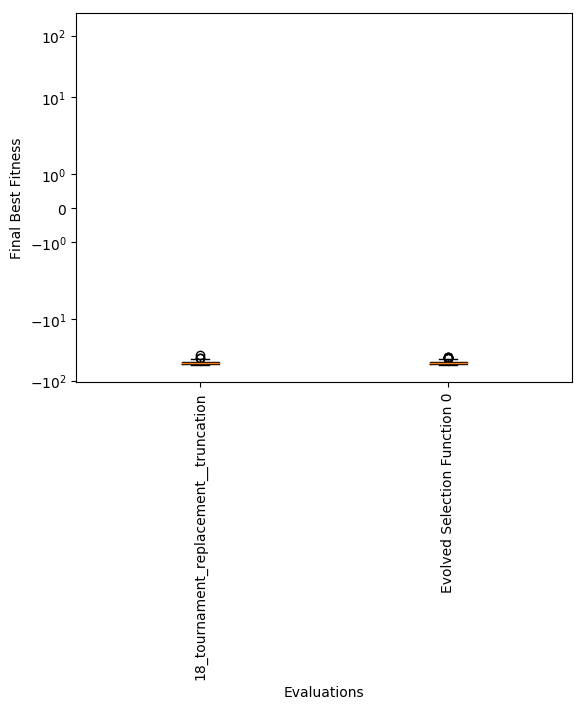 Final Best Fitness
10²
10¹
10⁰
0
−10⁰
−10¹
−10²
18_tournament_replacement__truncation
Evolved Selection Function 0
Evaluations